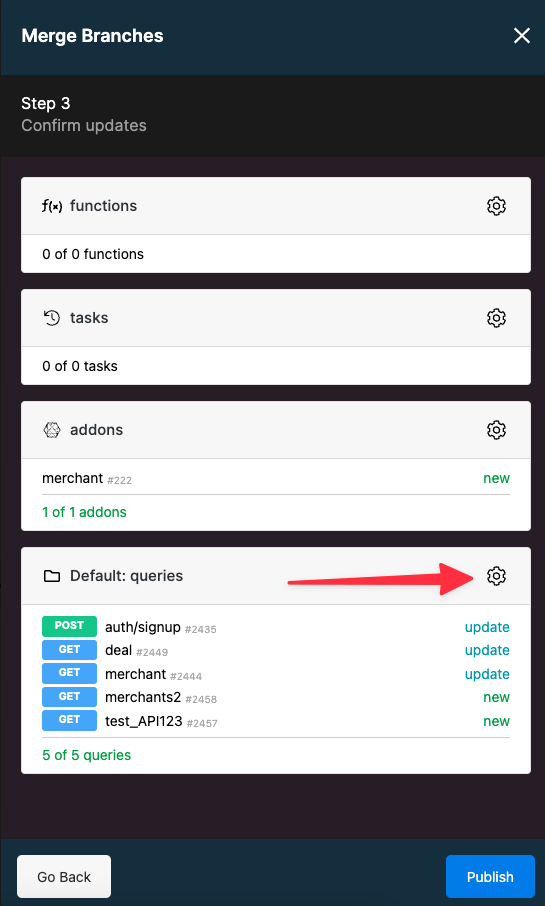 Merge Branches
Step 3
Confirm updates
f(x) functions
0 of 0 functions
tasks
0 of 0 tasks
addons
merchant #222 new
1 of 1 addons
Default: queries
POST auth/signup #2435 update
GET deal #2449 update
GET merchant #2444 update
GET merchants2 #2458 new
GET test_API123 #2457 new
5 of 5 queries
Go Back Publish